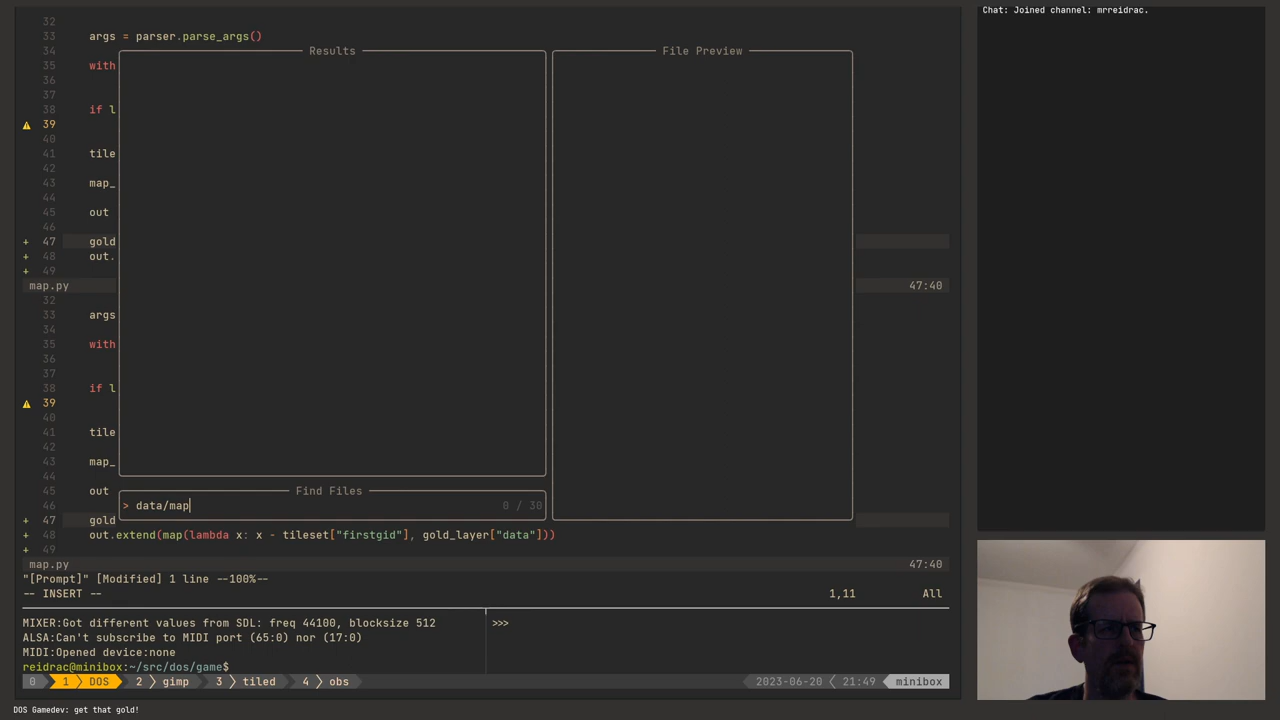 Chat: Joined channel: mrreidrac.
32
33 args = parser.parse_args()
34
35 with
36
37
38 if l
39
40
41 tile
42
43 map_
44
45 out
46
+ 47 gold
+ 48 out.
+ 49
map.py 47:40
Results
File Preview
Find Files
> data/map 0 / 30
32
33 args
34
35 with
36
37
38 if l
39
40
41 tile
42
43 map_
44
45 out
46
+ 47 gold
+ 48 out.extend(map(lambda x: x - tileset["firstgid"], gold_layer["data"]))
+ 49
map.py 47:40
"[Prompt]" [Modified] 1 line --100%--
-- INSERT -- 1,11 All
MIXER:Got different values from SDL: freq 44100, blocksize 512
ALSA:Can't subscribe to MIDI port (65:0) nor (17:0)
MIDI:Opened device:none
reidrac@minibox:~/src/dos/game$
>>>
0 1 DOS 2 gimp 3 tiled 4 obs 2023-06-20 21:49 minibox
DOS Gamedev: get that gold!